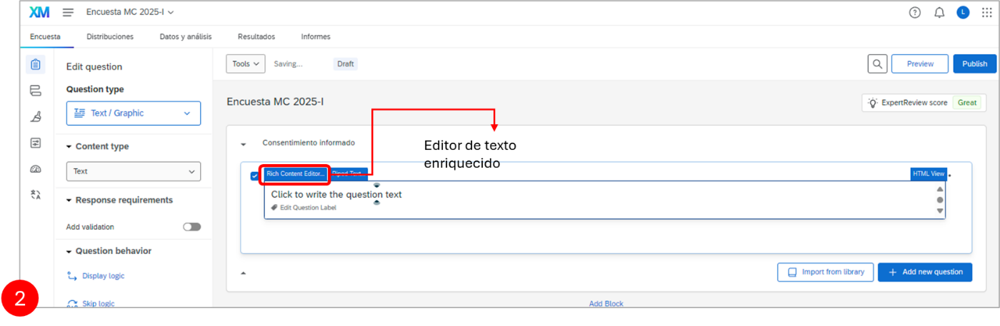 XM Encuesta MC 2025-I ? L
Encuesta Distribuciones Datos y análisis Resultados Informes
Edit question
Tools Saving... Draft Preview Publish
Question type
Text / Graphic
Encuesta MC 2025-I ExpertReview score Great
Content type
Text
Consentimiento informado
Editor de texto
enriquecido
Rich Content Editor... Piped Text... HTML View
Click to write the question text
Edit Question Label
Response requirements
Add validation
Question behavior
Display logic
Import from library + Add new question
2 Skip logic
Add Block